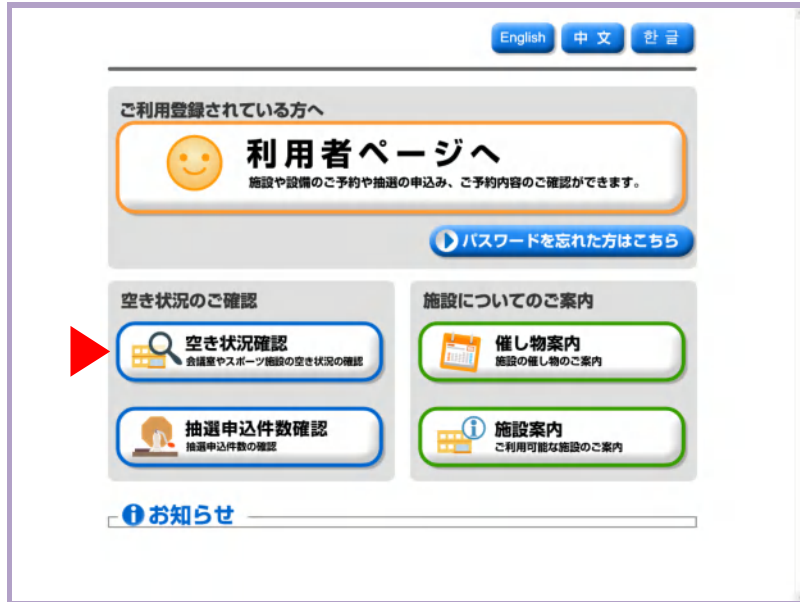 English 中 文 한 글
ご利用登録されている方へ
利用者ページへ
施設や設備のご予約や抽選の申込み、ご予約内容のご確認ができます。
パスワードを忘れた方はこちら
空き状況のご確認
空き状況確認
会議室やスポーツ施設の空き状況の確認
抽選申込件数確認
抽選申込件数の確認
施設についてのご案内
催し物案内
施設の催し物のご案内
施設案内
ご利用可能な施設のご案内
お知らせ